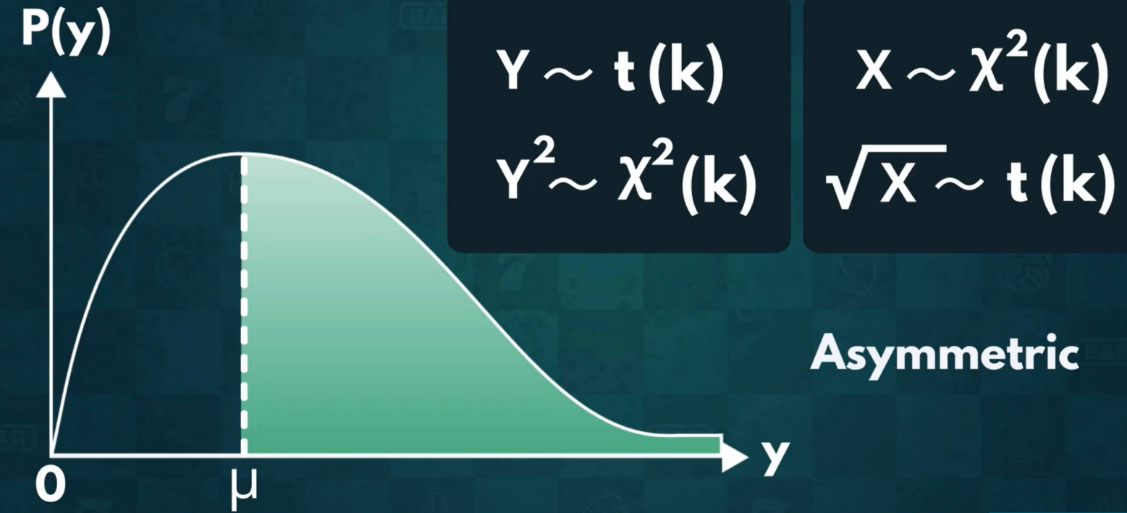 P(y)
Y ~ t (k)
Y² ~ χ² (k)
X ~ χ² (k)
√X ~ t (k)
Asymmetric
y
0
μ